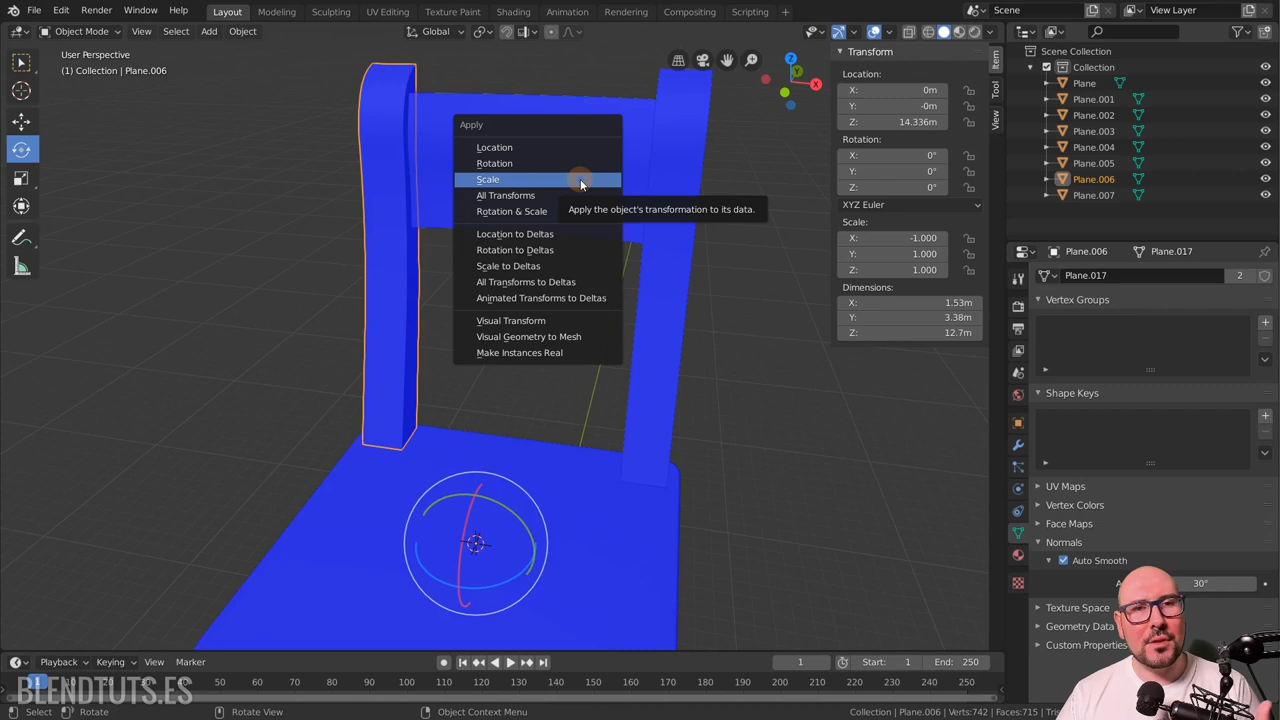 File Edit Render Window Help Layout Modeling Sculpting UV Editing Texture Paint Shading Animation Rendering Compositing Scripting + Scene View Layer
Object Mode View Select Add Object Global
User Perspective
(1) Collection | Plane.006
Apply
Location
Rotation
Scale
All Transforms
Rotation & Scale
Location to Deltas
Rotation to Deltas
Scale to Deltas
All Transforms to Deltas
Animated Transforms to Deltas
Visual Transform
Visual Geometry to Mesh
Make Instances Real
Apply the object's transformation to its data.
Z
Y
X
Transform
Location:
X: 0m
Y: -0m
Z: 14.336m
Rotation:
X: 0°
Y: 0°
Z: 0°
XYZ Euler
Scale:
X: -1.000
Y: 1.000
Z: 1.000
Dimensions:
X: 1.53m
Y: 3.38m
Z: 12.7m
Item
Tool
View
Scene Collection
Collection
Plane
Plane.001
Plane.002
Plane.003
Plane.004
Plane.005
Plane.006
Plane.007
Plane.006 Plane.017
Plane.017 2
Vertex Groups
Shape Keys
UV Maps
Vertex Colors
Face Maps
Normals
Auto Smooth
30°
Texture Space
Geometry Data
Custom Properties
Playback Keying View Marker 1 Start: 1 End: 250
1 10 20 30 40 50 60 70 80 90 100 110 120 130 140 150 160 170 180 190 200 210 220 230 240 250
BLENDTUTS.ES
Select Rotate Rotate View Object Context Menu Collection | Plane.006 | Verts:742 | Faces:715 | Tri